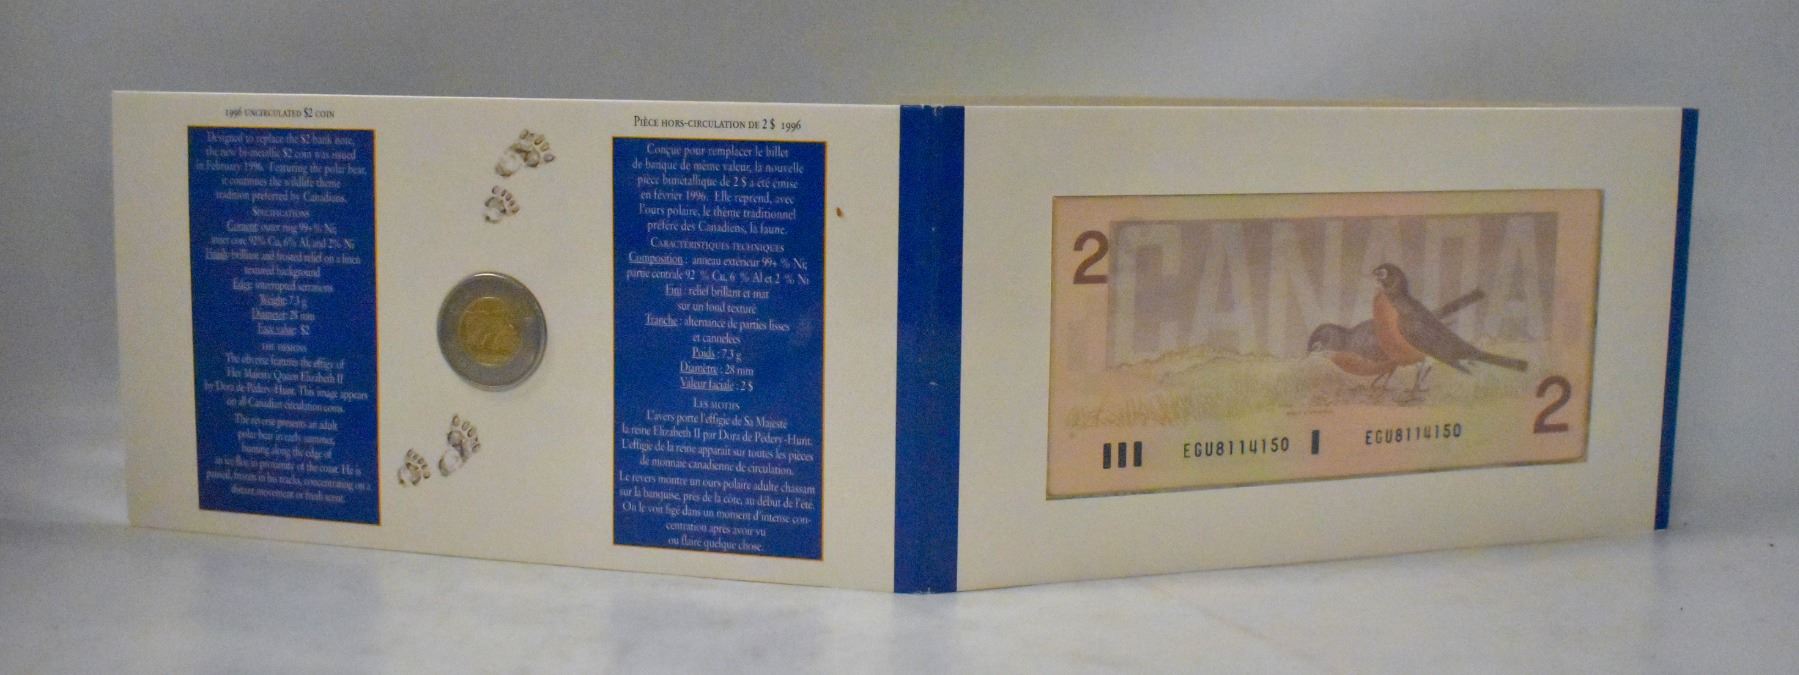 1996 UNCIRCULATED $2 COIN
Designed to replace the $2 bank note,
the new bi-metallic $2 coin was issued
in February 1996. Featuring the polar bear,
it continues the wildlife theme
tradition preferred by Canadians.
SPECIFICATIONS
Content: outer ring 99+ % Ni;
inner core 92% Cu, 6% Al, and 2% Ni
Finish: brilliant and frosted relief on a linen
textured background
Edge: interrupted serrations
Weight: 7.3 g
Diameter: 28 mm
Face value: $2
THE DESIGNS
The obverse features the effigy of
Her Majesty Queen Elizabeth II
by Dora de Pédery-Hunt. This image appears
on all Canadian circulation coins.
The reverse presents an adult
polar bear in early summer,
hunting along the edge of
an ice floe in proximity of the coast. He is
paused, frozen in his tracks, concentrating on a
distant movement or fresh scent.
PIÈCE HORS-CIRCULATION DE 2 $ 1996
Conçue pour remplacer le billet
de banque de même valeur, la nouvelle
pièce bimétallique de 2 $ a été émise
en février 1996. Elle reprend, avec
l'ours polaire, le thème traditionnel
préféré des Canadiens, la faune.
CARACTÉRISTIQUES TECHNIQUES
Composition : anneau extérieur 99+ % Ni;
partie centrale 92 % Cu, 6 % Al et 2 % Ni
Fini : relief brillant et mat
sur un fond texturé
Tranche : alternance de parties lisses
et cannelées
Poids : 7,3 g
Diamètre : 28 mm
Valeur faciale : 2 $
LES MOTIFS
L'avers porte l'effigie de Sa Majesté
la reine Elizabeth II par Dora de Pédery-Hunt.
L'effigie de la reine apparaît sur toutes les pièces
de monnaie canadienne de circulation.
Le revers montre un ours polaire adulte chassant
sur la banquise, près de la côte, au début de l'été.
On le voit figé dans un moment d'intense con-
centration après avoir vu
ou flairé quelque chose.
2
CANADA
2
EGU8114150 EGU8114150